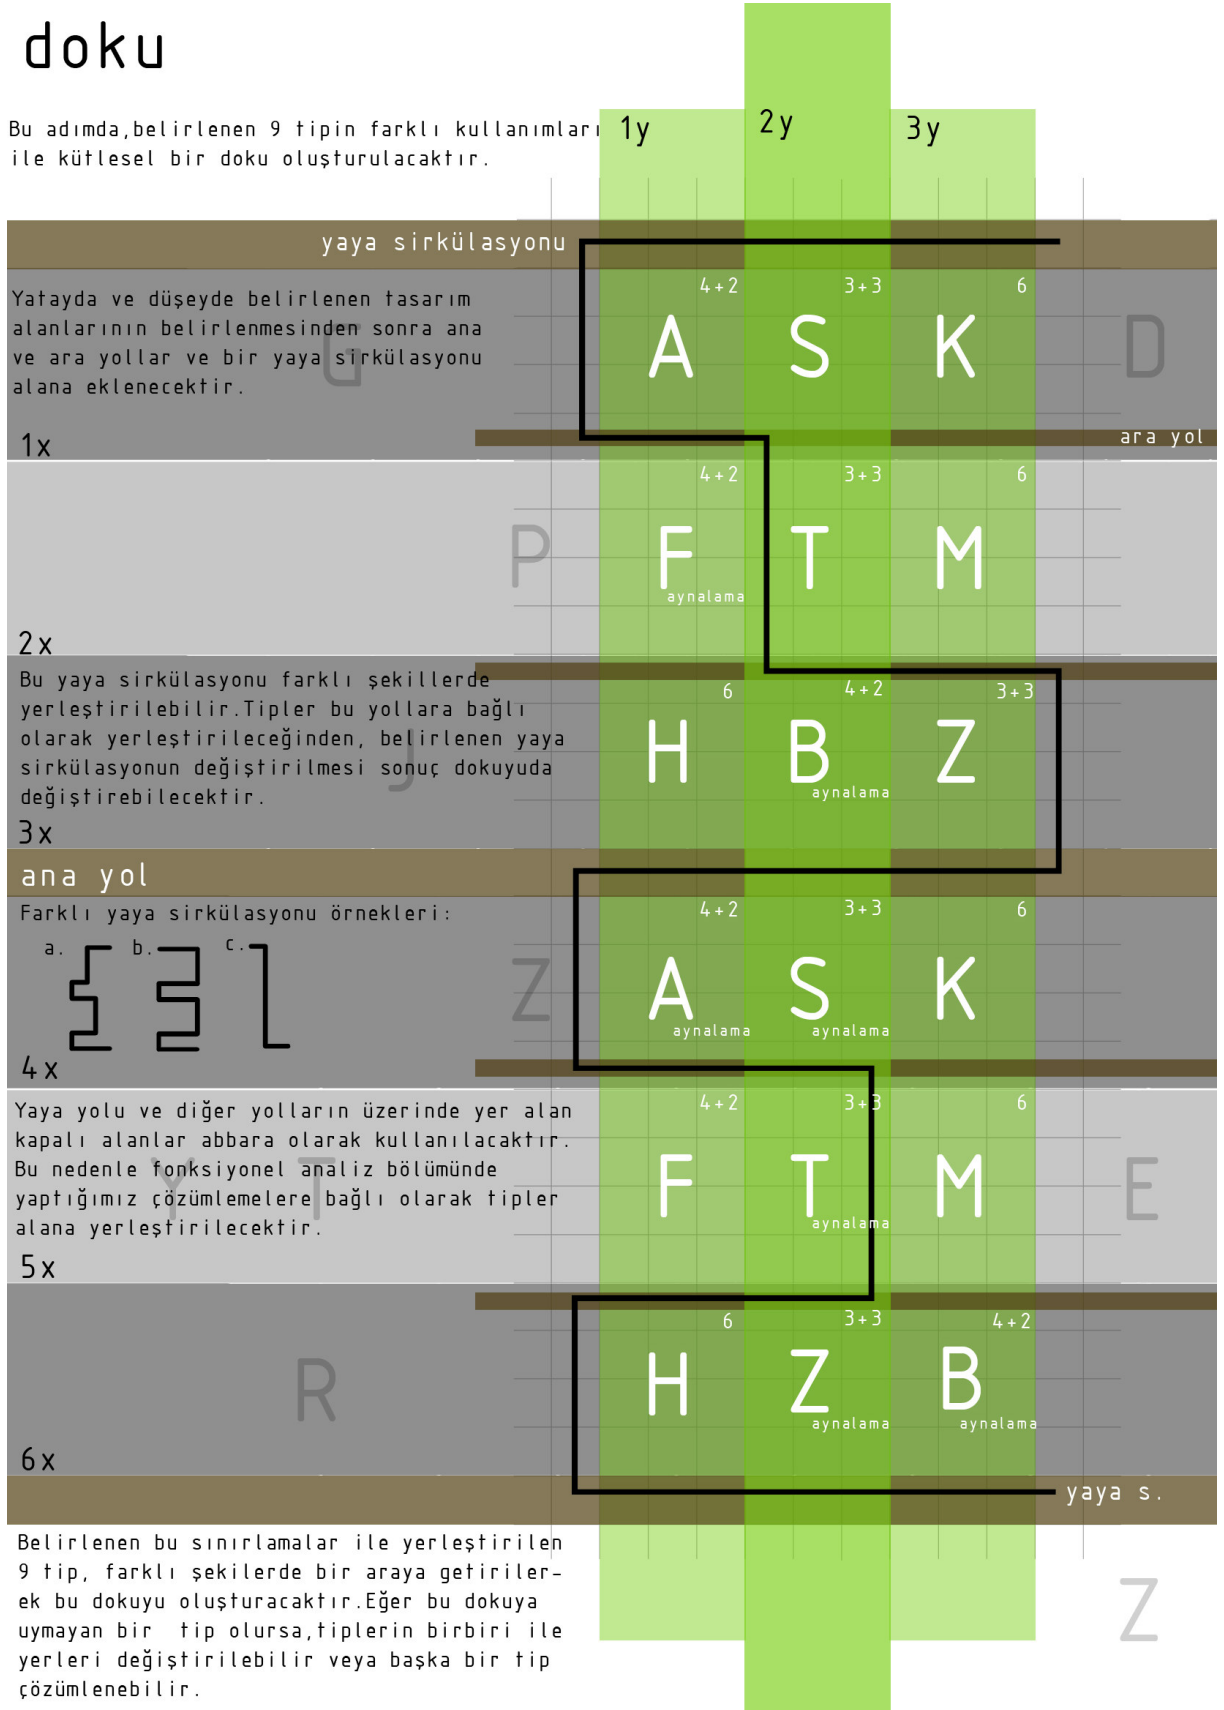 doku
Bu adımda,belirlenen 9 tipin farklı kullanımları
ile kütlesel bir doku oluşturulacaktır.
1y 2y 3y
yaya sirkülasyonu
4+2 3+3 6
Yatayda ve düşeyde belirlenen tasarım
alanlarının belirlenmesinden sonra ana
ve ara yollar ve bir yaya sirkülasyonu
alana eklenecektir.
G A S K D
1x
ara yol
4+2 3+3 6
P F T M
aynalama
2x
Bu yaya sirkülasyonu farklı şekillerde
yerleştirilebilir.Tipler bu yollara bağlı
olarak yerleştirileceğinden, belirlenen yaya
sirkülasyonun değiştirilmesi sonuç dokuyuda
değiştirebilecektir.
6 4+2 3+3
J H B Z
aynalama
3x
ana yol
Farklı yaya sirkülasyonu örnekleri:
a. b. c.
4+2 3+3 6
Z A S K
aynalama aynalama
4x
Yaya yolu ve diğer yolların üzerinde yer alan
kapalı alanlar abbara olarak kullanılacaktır.
Bu nedenle fonksiyonel analiz bölümünde
yaptığımız çözümlemelere bağlı olarak tipler
alana yerleştirilecektir.
4+2 3+3 6
Y T F T M E
aynalama
5x
6 3+3 4+2
R H Z B
aynalama aynalama
6x
yaya s.
Belirlenen bu sınırlamalar ile yerleştirilen
9 tip, farklı şekilerde bir araya getiriler-
ek bu dokuyu oluşturacaktır.Eğer bu dokuya
uymayan bir tip olursa,tiplerin birbiri ile
yerleri değiştirilebilir veya başka bir tip
çözümlenebilir.
Z